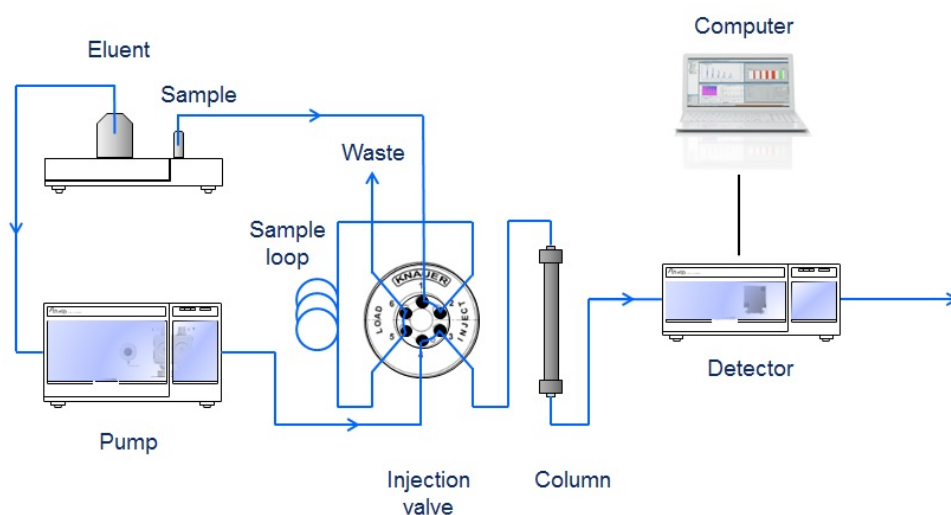 Computer
Eluent
Sample
Waste
Sample
loop
KNAUER
1
2
3
4
5
6
LOAD
INJECT
Detector
Pump
Injection
valve
Column